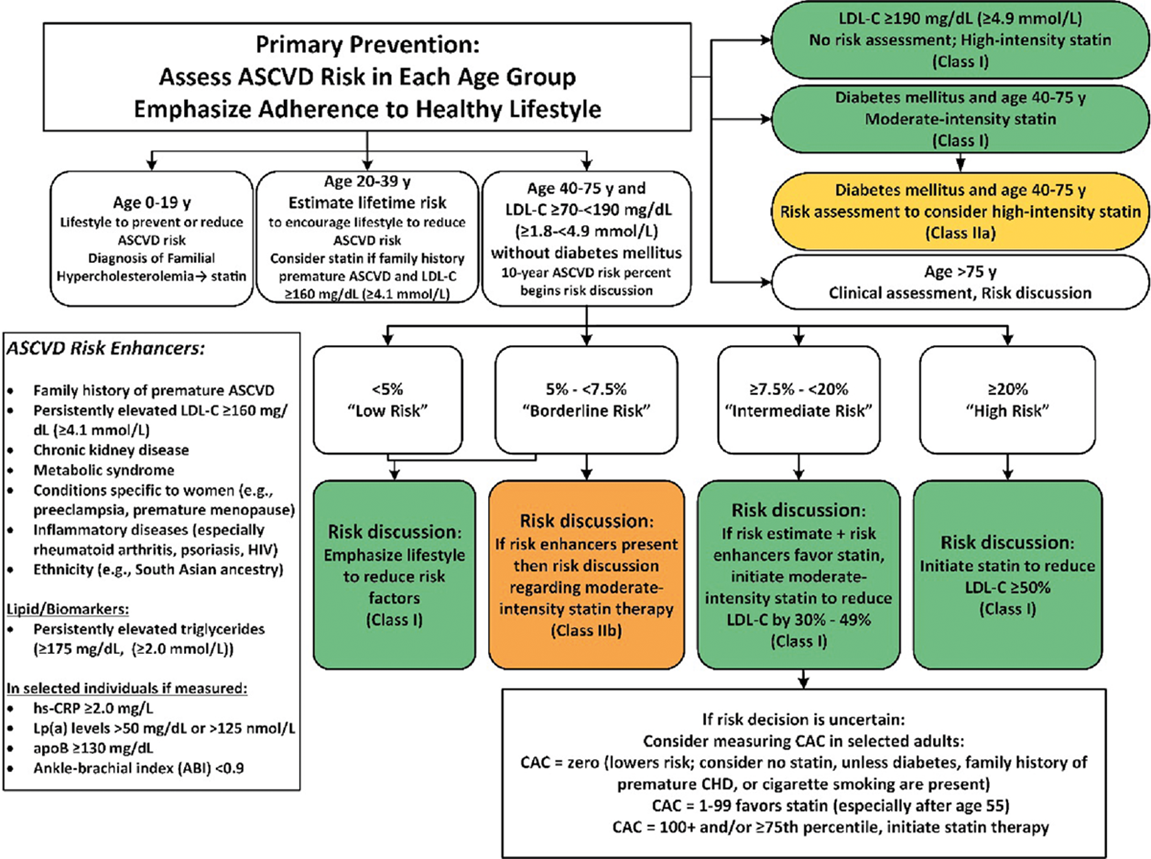 Primary Prevention:
Assess ASCVD Risk in Each Age Group
Emphasize Adherence to Healthy Lifestyle
LDL-C ≥190 mg/dL (≥4.9 mmol/L)
No risk assessment; High-intensity statin
(Class I)
Diabetes mellitus and age 40-75 y
Moderate-intensity statin
(Class I)
Diabetes mellitus and age 40-75 y
Risk assessment to consider high-intensity statin
(Class IIa)
Age >75 y
Clinical assessment, Risk discussion
Age 0-19 y
Lifestyle to prevent or reduce
ASCVD risk
Diagnosis of Familial
Hypercholesterolemia→ statin
Age 20-39 y
Estimate lifetime risk
to encourage lifestyle to reduce
ASCVD risk
Consider statin if family history
premature ASCVD and LDL-C
≥160 mg/dL (≥4.1 mmol/L)
Age 40-75 y and
LDL-C ≥70-<190 mg/dL
(≥1.8-<4.9 mmol/L)
without diabetes mellitus
10-year ASCVD risk percent
begins risk discussion
<5%
“Low Risk”
5% - <7.5%
“Borderline Risk”
≥7.5% - <20%
“Intermediate Risk”
≥20%
“High Risk”
Risk discussion:
Emphasize lifestyle
to reduce risk
factors
(Class I)
Risk discussion:
If risk enhancers present
then risk discussion
regarding moderate-
intensity statin therapy
(Class IIb)
Risk discussion:
If risk estimate + risk
enhancers favor statin,
initiate moderate-
intensity statin to reduce
LDL-C by 30% - 49%
(Class I)
Risk discussion:
Initiate statin to reduce
LDL-C ≥50%
(Class I)
If risk decision is uncertain:
Consider measuring CAC in selected adults:
CAC = zero (lowers risk; consider no statin, unless diabetes, family history of
premature CHD, or cigarette smoking are present)
CAC = 1-99 favors statin (especially after age 55)
CAC = 100+ and/or ≥75th percentile, initiate statin therapy
ASCVD Risk Enhancers:
• Family history of premature ASCVD
• Persistently elevated LDL-C ≥160 mg/
dL (≥4.1 mmol/L)
• Chronic kidney disease
• Metabolic syndrome
• Conditions specific to women (e.g.,
preeclampsia, premature menopause)
• Inflammatory diseases (especially
rheumatoid arthritis, psoriasis, HIV)
• Ethnicity (e.g., South Asian ancestry)
Lipid/Biomarkers:
• Persistently elevated triglycerides
(≥175 mg/dL, (≥2.0 mmol/L))
In selected individuals if measured:
• hs-CRP ≥2.0 mg/L
• Lp(a) levels >50 mg/dL or >125 nmol/L
• apoB ≥130 mg/dL
• Ankle-brachial index (ABI) <0.9